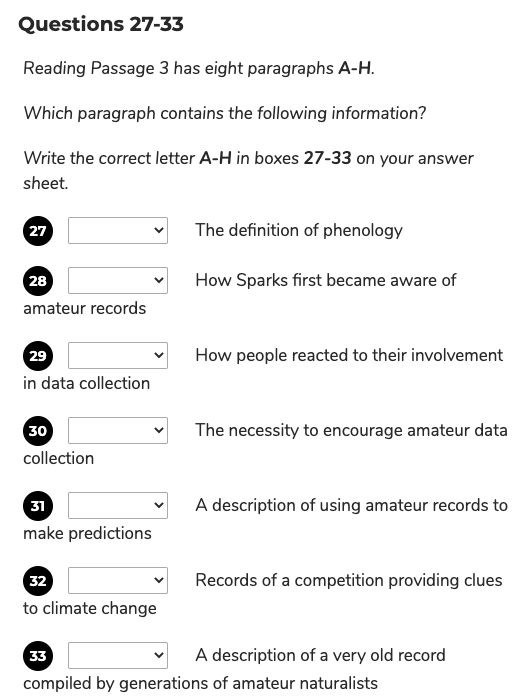 Questions 27-33
Reading Passage 3 has eight paragraphs A-H.
Which paragraph contains the following information?
Write the correct letter A-H in boxes 27-33 on your answer
sheet.
27 The definition of phenology
28 How Sparks first became aware of
amateur records
29 How people reacted to their involvement
in data collection
30 The necessity to encourage amateur data
collection
31 A description of using amateur records to
make predictions
32 Records of a competition providing clues
to climate change
33 A description of a very old record
compiled by generations of amateur naturalists